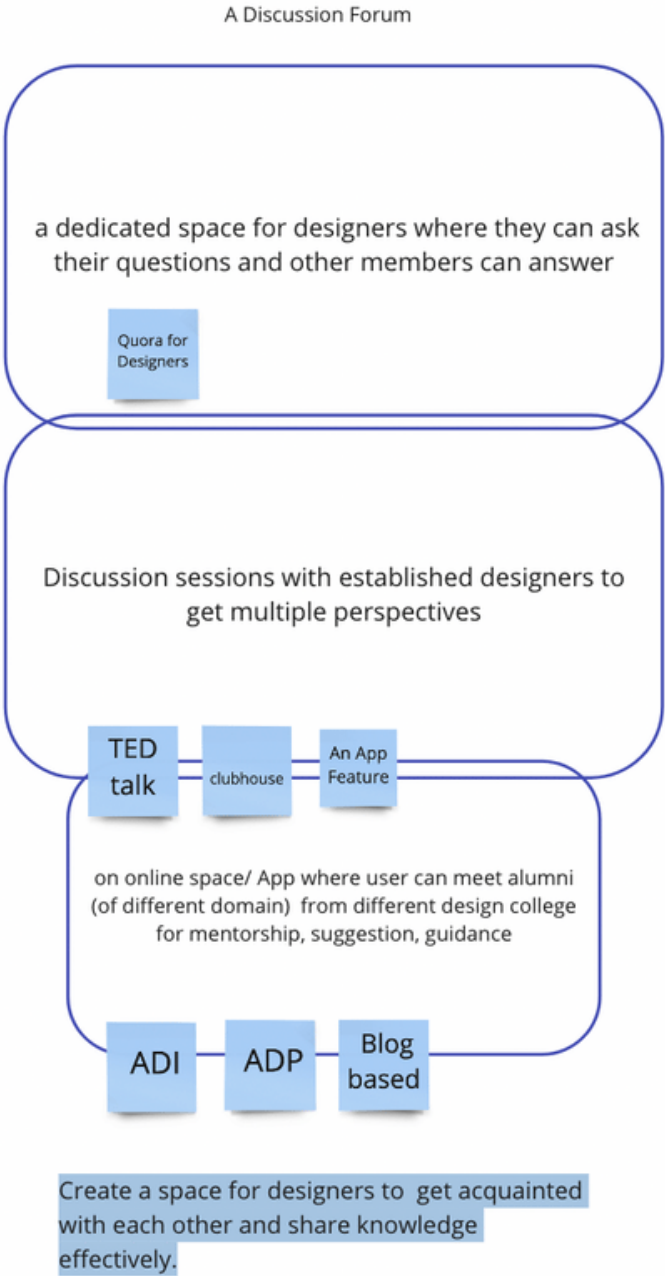 A Discussion Forum
a dedicated space for designers where they can ask
their questions and other members can answer
Quora for
Designers
Discussion sessions with established designers to
get multiple perspectives
TED
talk
clubhouse
An App
Feature
on online space/ App where user can meet alumni
(of different domain) from different design college
for mentorship, suggestion, guidance
ADI
ADP
Blog
based
Create a space for designers to get acquainted
with each other and share knowledge
effectively.